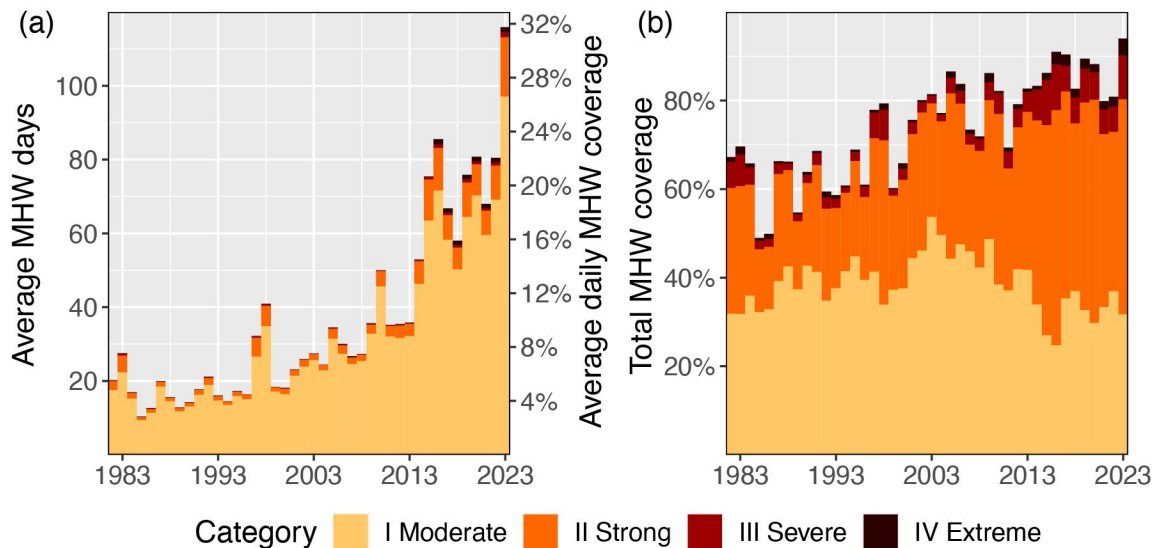 (a)
Average MHW days
100
80
60
40
20
32%
28%
24%
20%
16%
12%
8%
4%
Average daily MHW coverage
1983 1993 2003 2013 2023
(b)
Total MHW coverage
80%
60%
40%
20%
1983 1993 2003 2013 2023
Category I Moderate II Strong III Severe IV Extreme